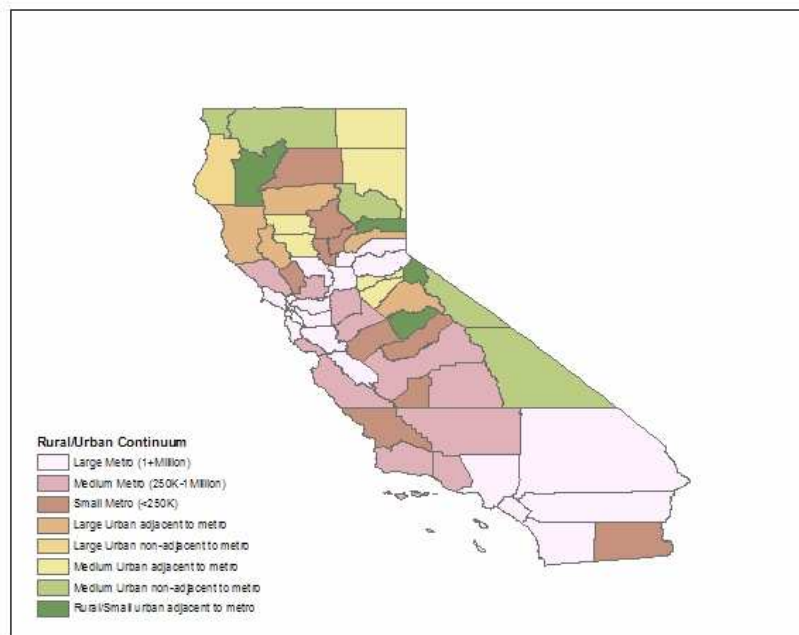 Rural/Urban Continuum
Large Metro (1+Million)
Medium Metro (250K-1Million)
Small Metro (<250K)
Large Urban adjacent to metro
Large Urban non-adjacent to metro
Medium Urban adjacent to metro
Medium Urban non-adjacent to metro
Rural/Small urban adjacent to metro